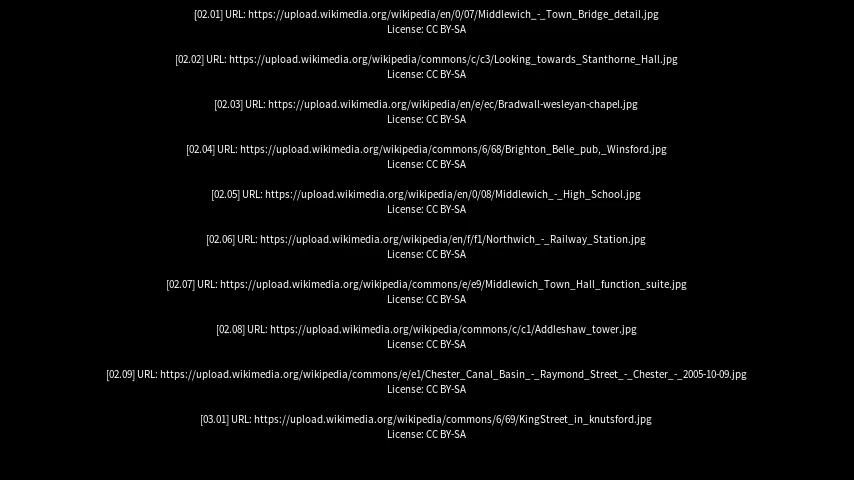 [02.01] URL: https://upload.wikimedia.org/wikipedia/en/0/07/Middlewich_-_Town_Bridge_detail.jpg
License: CC BY-SA
[02.02] URL: https://upload.wikimedia.org/wikipedia/commons/c/c3/Looking_towards_Stanthorne_Hall.jpg
License: CC BY-SA
[02.03] URL: https://upload.wikimedia.org/wikipedia/en/e/ec/Bradwall-wesleyan-chapel.jpg
License: CC BY-SA
[02.04] URL: https://upload.wikimedia.org/wikipedia/commons/6/68/Brighton_Belle_pub,_Winsford.jpg
License: CC BY-SA
[02.05] URL: https://upload.wikimedia.org/wikipedia/en/0/08/Middlewich_-_High_School.jpg
License: CC BY-SA
[02.06] URL: https://upload.wikimedia.org/wikipedia/en/f/f1/Northwich_-_Railway_Station.jpg
License: CC BY-SA
[02.07] URL: https://upload.wikimedia.org/wikipedia/commons/e/e9/Middlewich_Town_Hall_function_suite.jpg
License: CC BY-SA
[02.08] URL: https://upload.wikimedia.org/wikipedia/commons/c/c1/Addleshaw_tower.jpg
License: CC BY-SA
[02.09] URL: https://upload.wikimedia.org/wikipedia/commons/e/e1/Chester_Canal_Basin_-_Raymond_Street_-_Chester_-_2005-10-09.jpg
License: CC BY-SA
[03.01] URL: https://upload.wikimedia.org/wikipedia/commons/6/69/KingStreet_in_knutsford.jpg
License: CC BY-SA